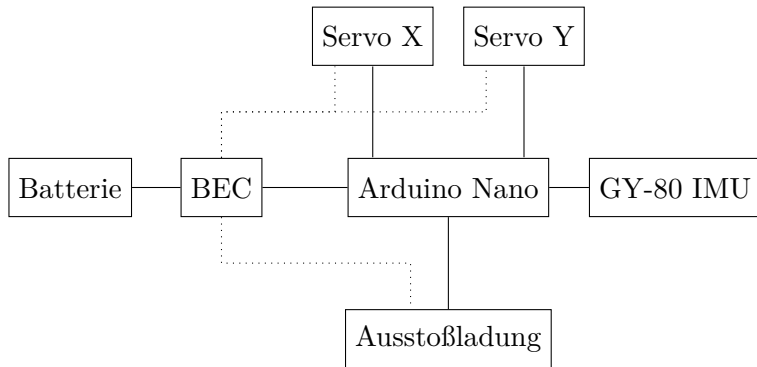 Servo X
Servo Y
Batterie
BEC
Arduino Nano
GY-80 IMU
Ausstoßladung